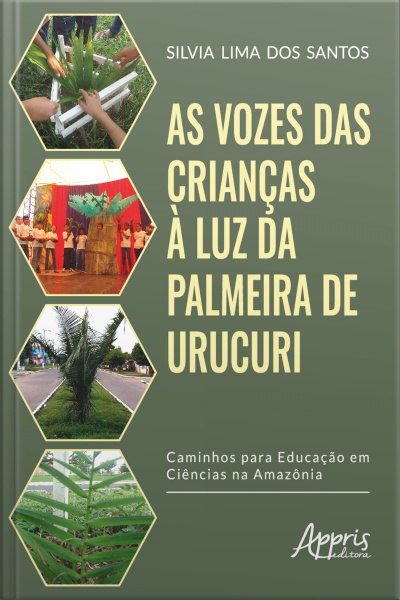 SILVIA LIMA DOS SANTOS
AS VOZES DAS
CRIANÇAS
À LUZ DA
PALMEIRA DE
URUCURI
Caminhos para Educação em
Ciências na Amazônia
Appris
editora